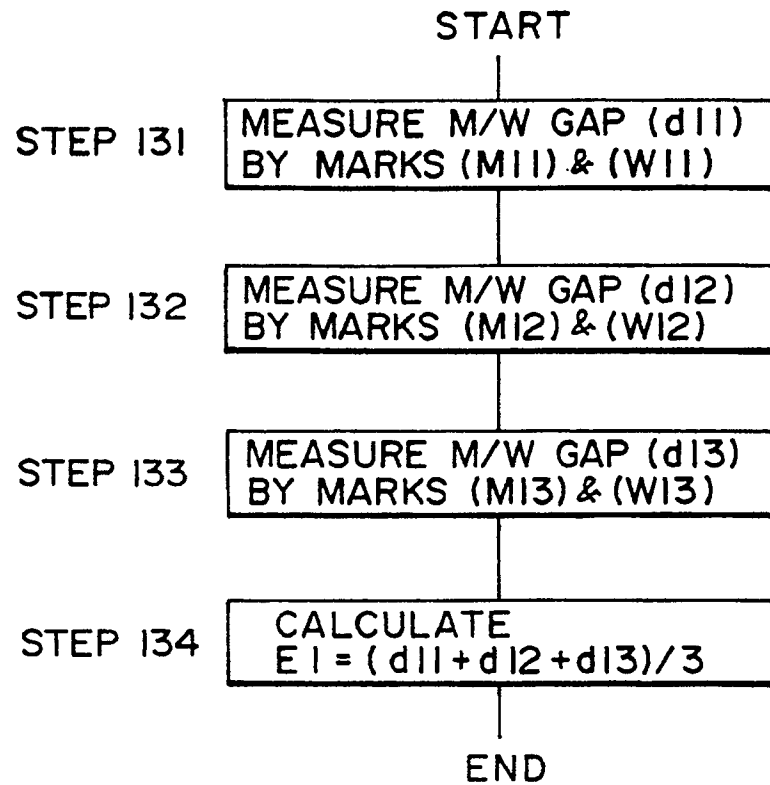 START
STEP 131
MEASURE M/W GAP (d11)
BY MARKS (M11) & (W11)
STEP 132
MEASURE M/W GAP (d12)
BY MARKS (M12) & (W12)
STEP 133
MEASURE M/W GAP (d13)
BY MARKS (M13) & (W13)
STEP 134
CALCULATE
E1 = (d11+d12+d13)/3
END